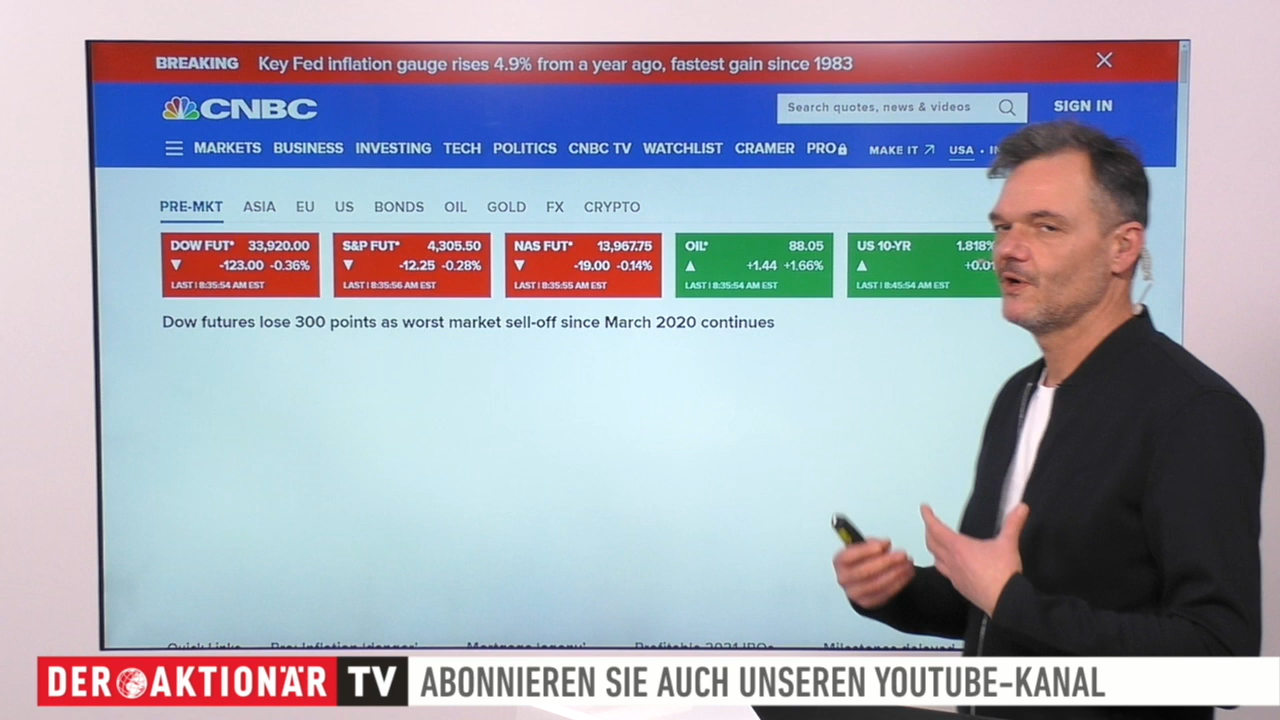 BREAKING Key Fed inflation gauge rises 4.9% from a year ago, fastest gain since 1983
CNBC
Search quotes, news & videos
SIGN IN
MARKETS BUSINESS INVESTING TECH POLITICS CNBC TV WATCHLIST CRAMER PRO MAKE IT USA
PRE-MKT ASIA EU US BONDS OIL GOLD FX CRYPTO
DOW FUT* 33,920.00
-123.00 -0.36%
LAST | 8:35:54 AM EST
S&P FUT* 4,305.50
-12.25 -0.28%
LAST | 8:35:56 AM EST
NAS FUT* 13,967.75
-19.00 -0.14%
LAST | 8:35:55 AM EST
OIL* 88.05
+1.44 +1.66%
LAST | 8:35:54 AM EST
US 10-YR 1.818%
+0.01
LAST | 8:45:54 AM EST
Dow futures lose 300 points as worst market sell-off since March 2020 continues
DER AKTIONÄR TV ABONNIEREN SIE AUCH UNSEREN YOUTUBE-KANAL